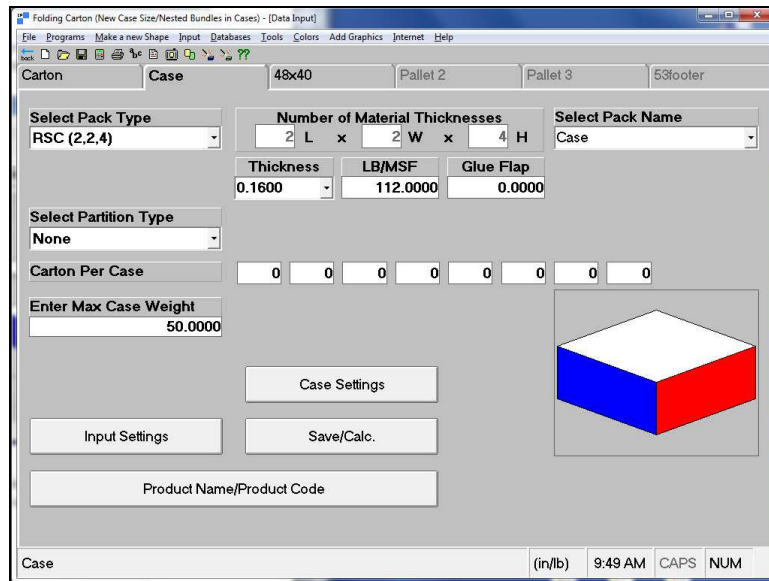 Folding Carton (New Case Size/Nested Bundles in Cases) - [Data Input]
File Programs Make a new Shape Input Databases Tools Colors Add Graphics Internet Help
back ??
Carton Case 48x40 Pallet 2 Pallet 3 53footer
Select Pack Type
RSC (2,2,4)
Number of Material Thicknesses
2 L x 2 W x 4 H
Select Pack Name
Case
Thickness LB/MSF Glue Flap
0.1600 112.0000 0.0000
Select Partition Type
None
Carton Per Case 0 0 0 0 0 0 0 0
Enter Max Case Weight
50.0000
Case Settings
Input Settings Save/Calc.
Product Name/Product Code
Case (in/lb) 9:49 AM CAPS NUM